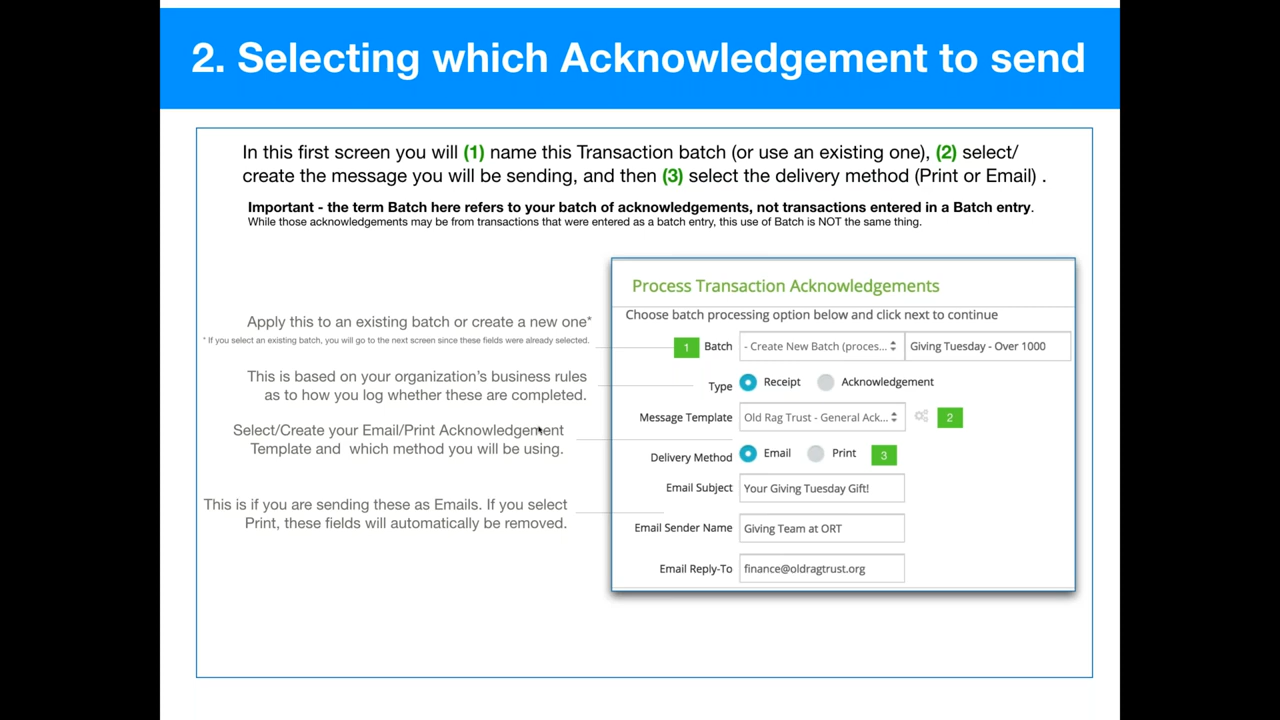 2. Selecting which Acknowledgement to send
In this first screen you will (1) name this Transaction batch (or use an existing one), (2) select/
create the message you will be sending, and then (3) select the delivery method (Print or Email) .
Important - the term Batch here refers to your batch of acknowledgements, not transactions entered in a Batch entry.
While those acknowledgements may be from transactions that were entered as a batch entry, this use of Batch is NOT the same thing.
Apply this to an existing batch or create a new one*
* If you select an existing batch, you will go to the next screen since these fields were already selected.
This is based on your organization's business rules
as to how you log whether these are completed.
Select/Create your Email/Print Acknowledgement
Template and which method you will be using.
This is if you are sending these as Emails. If you select
Print, these fields will automatically be removed.
Process Transaction Acknowledgements
Choose batch processing option below and click next to continue
1 Batch - Create New Batch (proces... Giving Tuesday - Over 1000
Type Receipt Acknowledgement
Message Template Old Rag Trust - General Ack... 2
Delivery Method Email Print 3
Email Subject Your Giving Tuesday Gift!
Email Sender Name Giving Team at ORT
Email Reply-To finance@oldragtrust.org